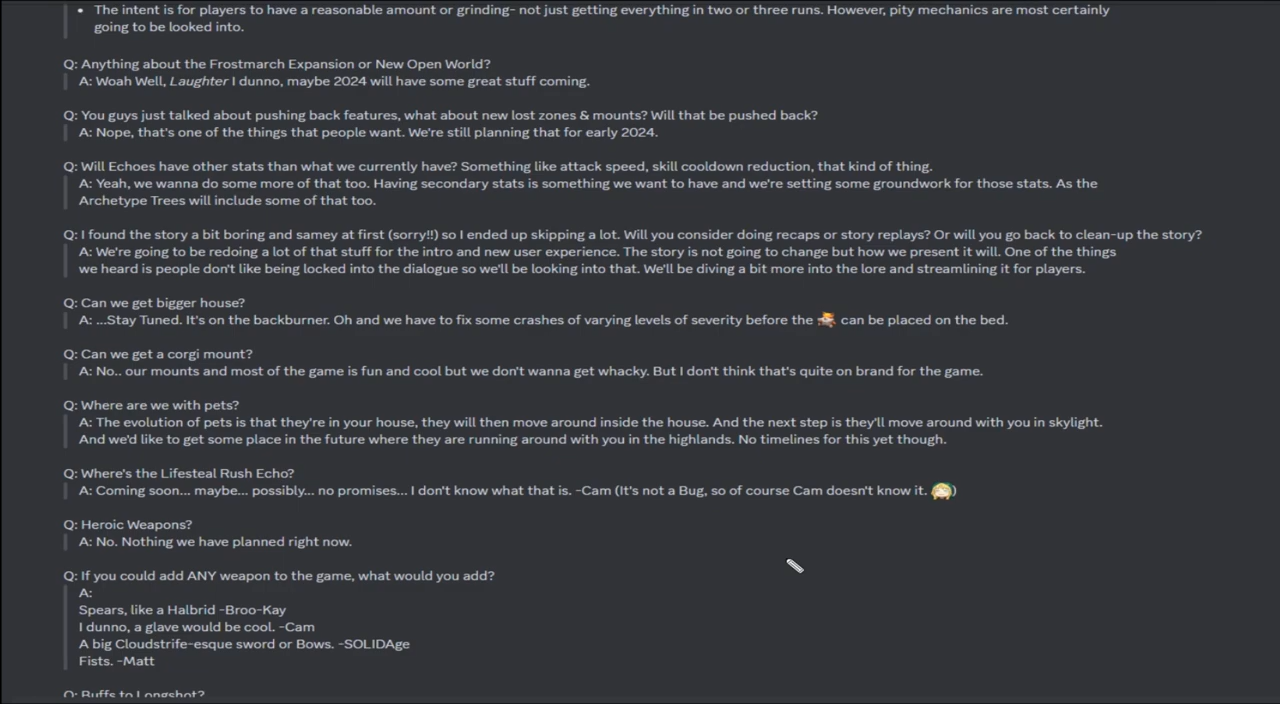 • The intent is for players to have a reasonable amount or grinding- not just getting everything in two or three runs. However, pity mechanics are most certainly
going to be looked into.
Q: Anything about the Frostmarch Expansion or New Open World?
A: Woah Well, Laughter I dunno, maybe 2024 will have some great stuff coming.
Q: You guys just talked about pushing back features, what about new lost zones & mounts? Will that be pushed back?
A: Nope, that's one of the things that people want. We're still planning that for early 2024.
Q: Will Echoes have other stats than what we currently have? Something like attack speed, skill cooldown reduction, that kind of thing.
A: Yeah, we wanna do some more of that too. Having secondary stats is something we want to have and we're setting some groundwork for those stats. As the
Archetype Trees will include some of that too.
Q: I found the story a bit boring and samey at first (sorry!!) so I ended up skipping a lot. Will you consider doing recaps or story replays? Or will you go back to clean-up the story?
A: We're going to be redoing a lot of that stuff for the intro and new user experience. The story is not going to change but how we present it will. One of the things
we heard is people don't like being locked into the dialogue so we'll be looking into that. We'll be diving a bit more into the lore and streamlining it for players.
Q: Can we get bigger house?
A: ...Stay Tuned. It's on the backburner. Oh and we have to fix some crashes of varying levels of severity before the can be placed on the bed.
Q: Can we get a corgi mount?
A: No.. our mounts and most of the game is fun and cool but we don't wanna get whacky. But I don't think that's quite on brand for the game.
Q: Where are we with pets?
A: The evolution of pets is that they're in your house, they will then move around inside the house. And the next step is they'll move around with you in skylight.
And we'd like to get some place in the future where they are running around with you in the highlands. No timelines for this yet though.
Q: Where's the Lifesteal Rush Echo?
A: Coming soon... maybe... possibly... no promises... I don't know what that is. -Cam (It's not a Bug, so of course Cam doesn't know it. )
Q: Heroic Weapons?
A: No. Nothing we have planned right now.
Q: If you could add ANY weapon to the game, what would you add?
A:
Spears, like a Halbrid -Broo-Kay
I dunno, a glave would be cool. -Cam
A big Cloudstrife-esque sword or Bows. -SOLIDAge
Fists. -Matt
Q: Buffs to Longshot?